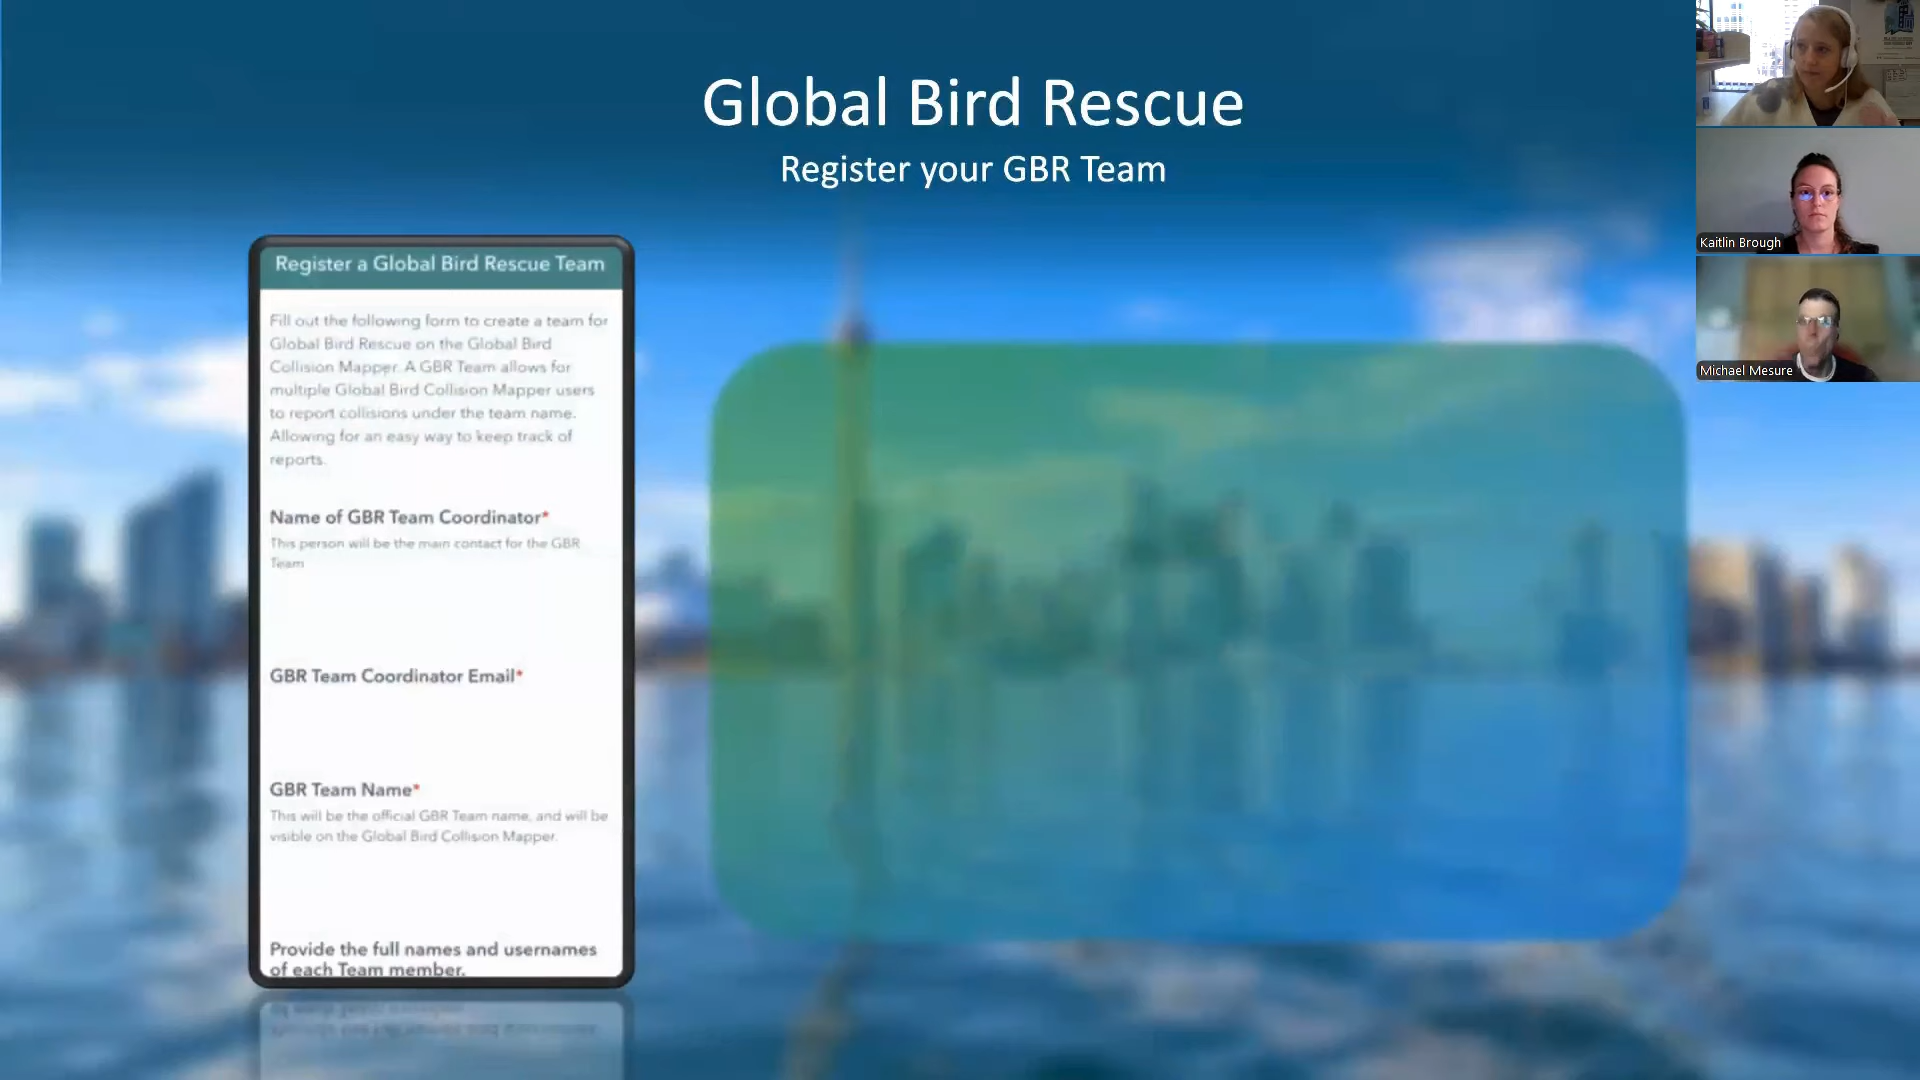 Global Bird Rescue
Register your GBR Team
Register a Global Bird Rescue Team
Fill out the following form to create a team for
Global Bird Rescue on the Global Bird
Collision Mapper. A GBR Team allows for
multiple Global Bird Collision Mapper users
to report collisions under the team name.
Allowing for an easy way to keep track of
reports.
Name of GBR Team Coordinator*
This person will be the main contact for the GBR
Team
GBR Team Coordinator Email*
GBR Team Name*
This will be the official GBR Team name, and will be
visible on the Global Bird Collision Mapper.
Provide the full names and usernames
of each Team member.
Kaitlin Brough
Michael Mesure